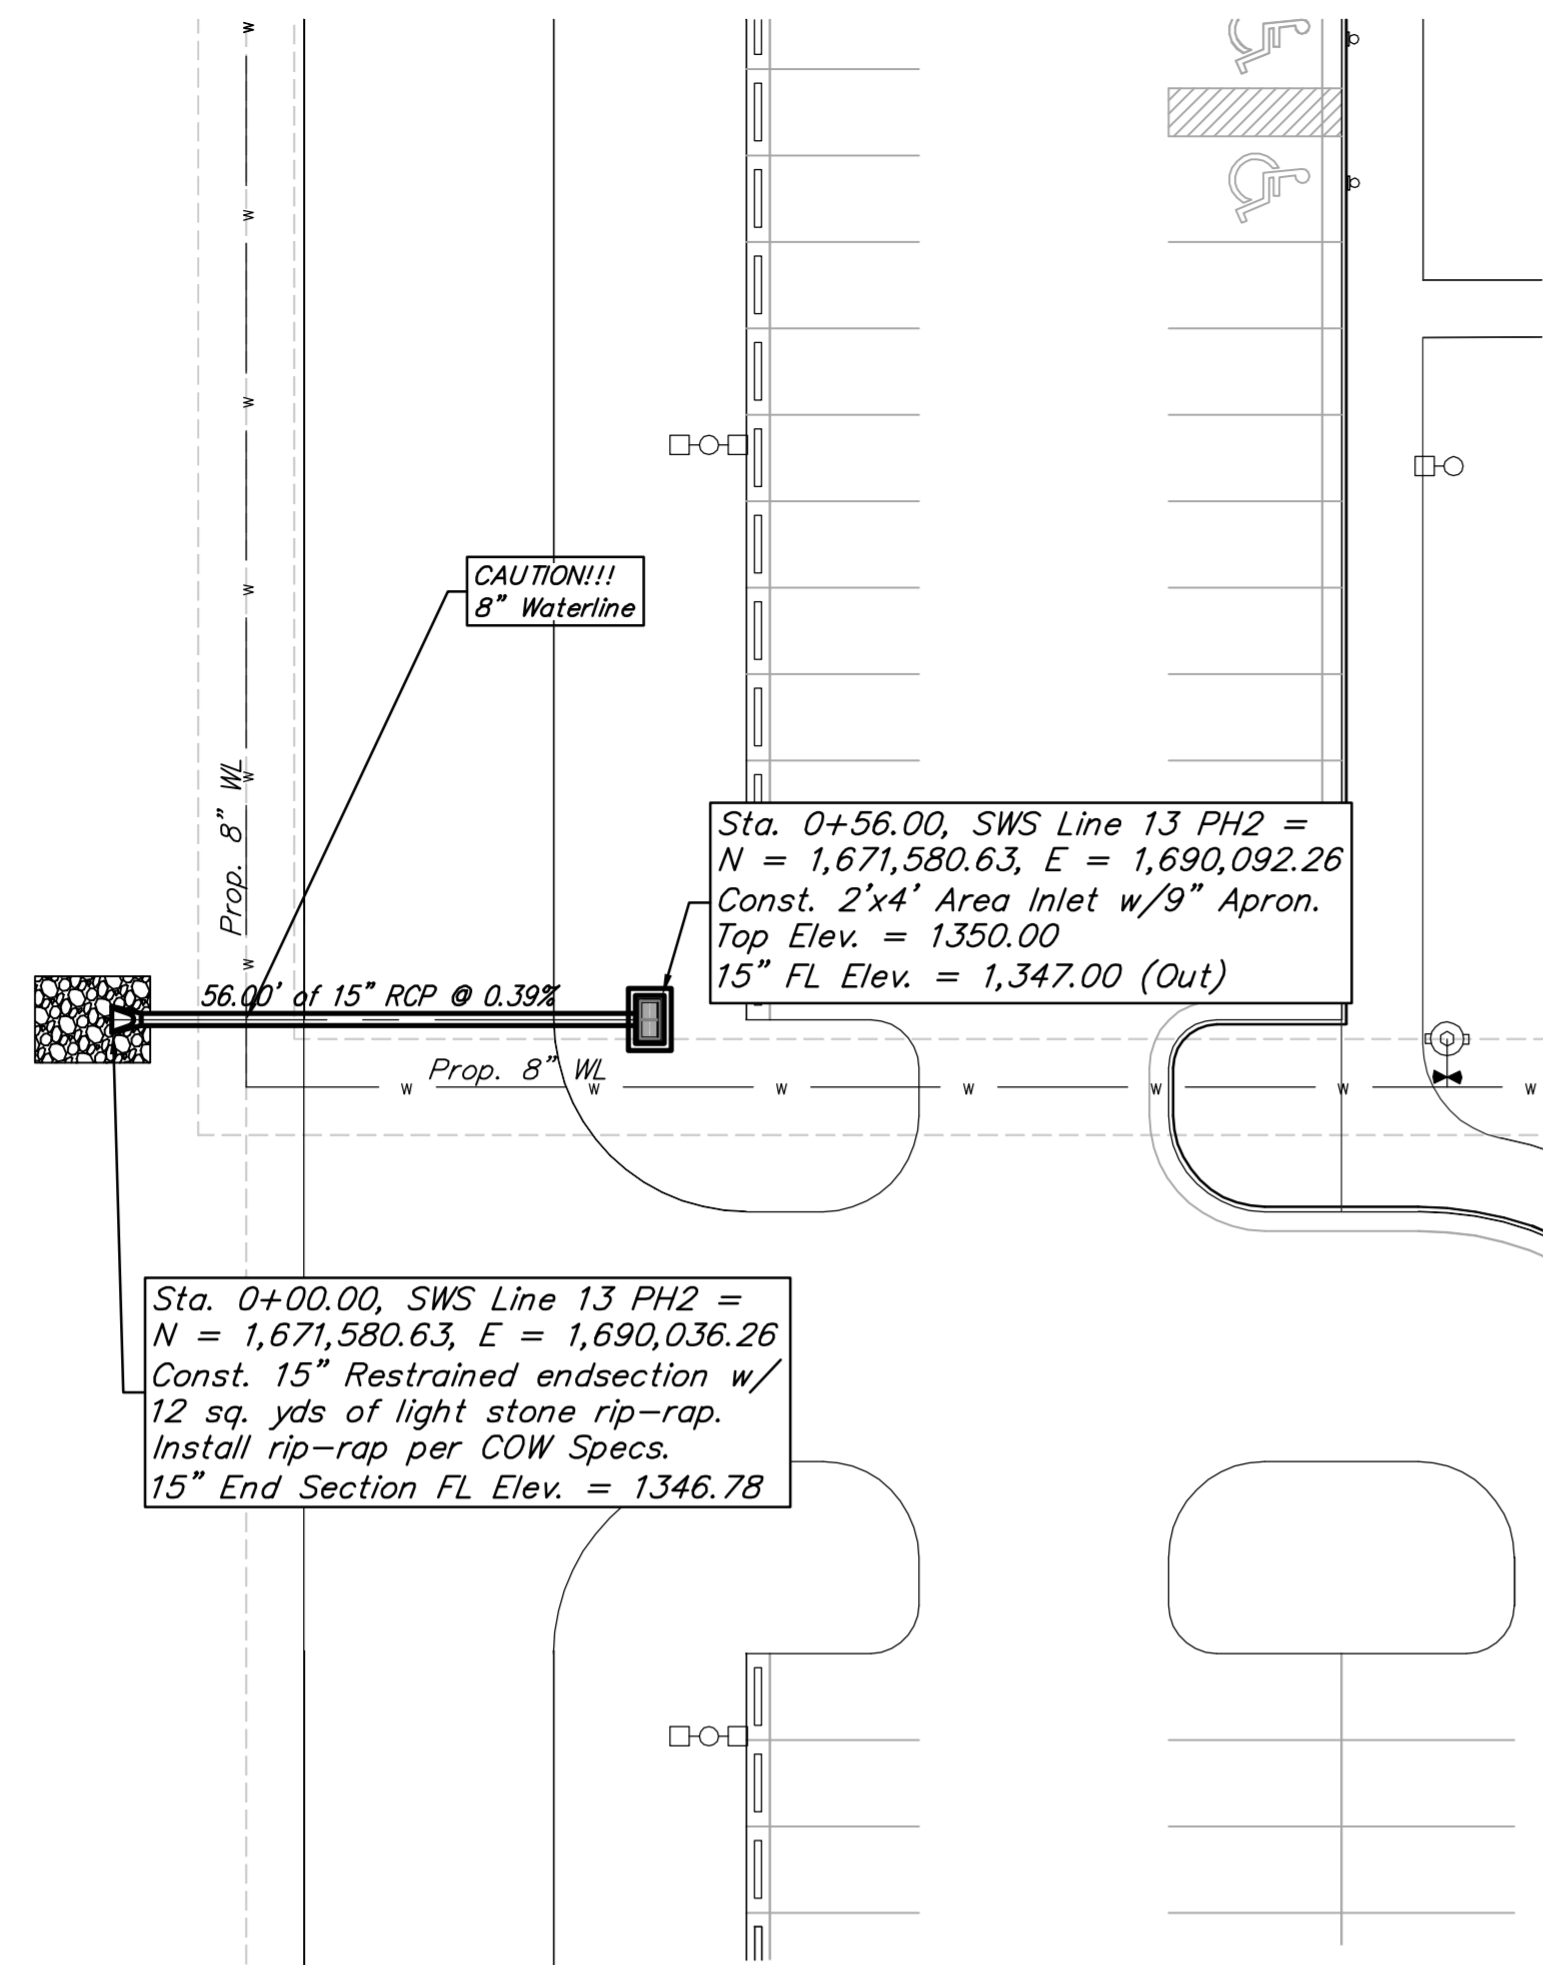 W
W
W
W
CAUTION!!!
8" Waterline
W
Prop. 8" WL
W
Sta. 0+56.00, SWS Line 13 PH2 =
N = 1,671,580.63, E = 1,690,092.26
Const. 2'x4' Area Inlet w/9" Apron.
Top Elev. = 1350.00
15" FL Elev. = 1,347.00 (Out)
56.00' of 15" RCP @ 0.39%
Prop. 8" WL
W W W W W W W
Sta. 0+00.00, SWS Line 13 PH2 =
N = 1,671,580.63, E = 1,690,036.26
Const. 15" Restrained endsection w/
12 sq. yds of light stone rip-rap.
Install rip-rap per COW Specs.
15" End Section FL Elev. = 1346.78